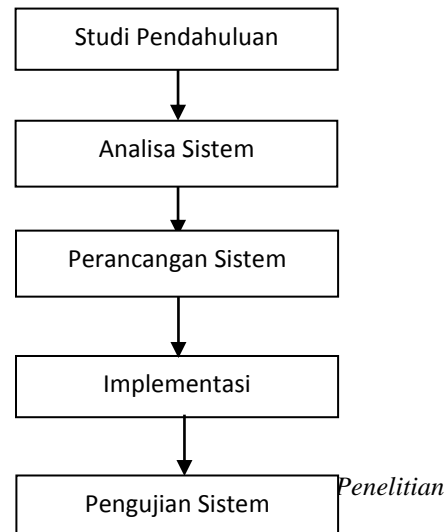 Studi Pendahuluan
Analisa Sistem
Perancangan Sistem
Implementasi
Penelitian
Pengujian Sistem